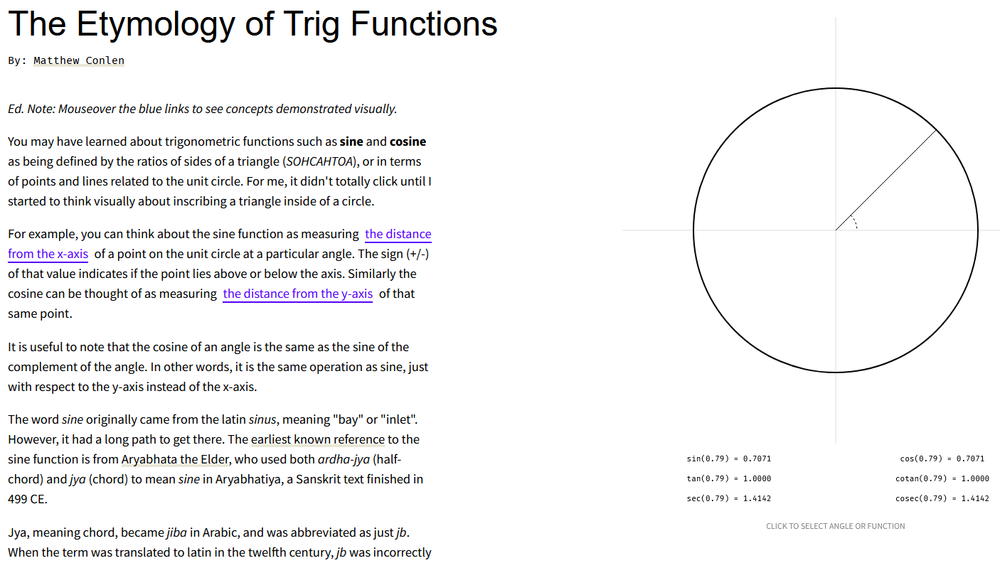 The Etymology of Trig Functions
By: Matthew Conlen
Ed. Note: Mouseover the blue links to see concepts demonstrated visually.
You may have learned about trigonometric functions such as sine and cosine
as being defined by the ratios of sides of a triangle (SOHCAHTOA), or in terms
of points and lines related to the unit circle. For me, it didn't totally click until I
started to think visually about inscribing a triangle inside of a circle.
For example, you can think about the sine function as measuring the distance
from the x-axis of a point on the unit circle at a particular angle. The sign (+/-)
of that value indicates if the point lies above or below the axis. Similarly the
cosine can be thought of as measuring the distance from the y-axis of that
same point.
It is useful to note that the cosine of an angle is the same as the sine of the
complement of the angle. In other words, it is the same operation as sine, just
with respect to the y-axis instead of the x-axis.
The word sine originally came from the latin sinus, meaning "bay" or "inlet".
However, it had a long path to get there. The earliest known reference to the
sine function is from Aryabhata the Elder, who used both ardha-jya (half-
chord) and jya (chord) to mean sine in Aryabhatiya, a Sanskrit text finished in
499 CE.
Jya, meaning chord, became jiba in Arabic, and was abbreviated as just jb.
When the term was translated to latin in the twelfth century, jb was incorrectly
sin(0.79) = 0.7071
cos(0.79) = 0.7071
tan(0.79) = 1.0000
cotan(0.79) = 1.0000
sec(0.79) = 1.4142
cosec(0.79) = 1.4142
CLICK TO SELECT ANGLE OR FUNCTION